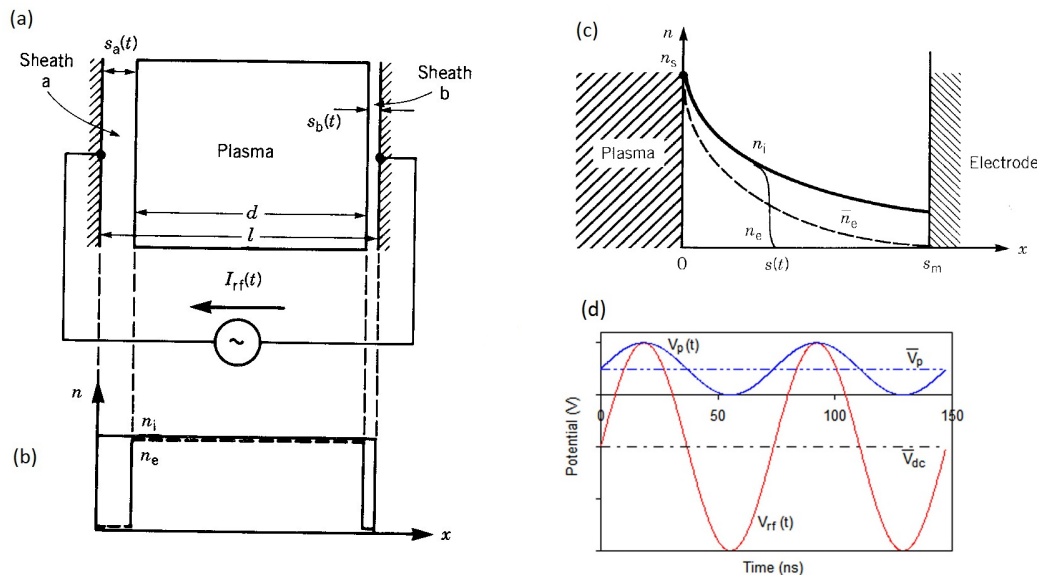 (a)
s_a(t)
Sheath
a
Sheath
b
s_b(t)
Plasma
d
l
I_rf(t)
~
(b)
n
n_i
n_e
x
(c)
n
n_s
Plasma
n_i
n̅_e
n_e
Electrode
0
s(t)
s_m
x
(d)
V_p(t)
V̅_p
0
50
100
150
V̅_dc
V_rf(t)
Potential (V)
Time (ns)